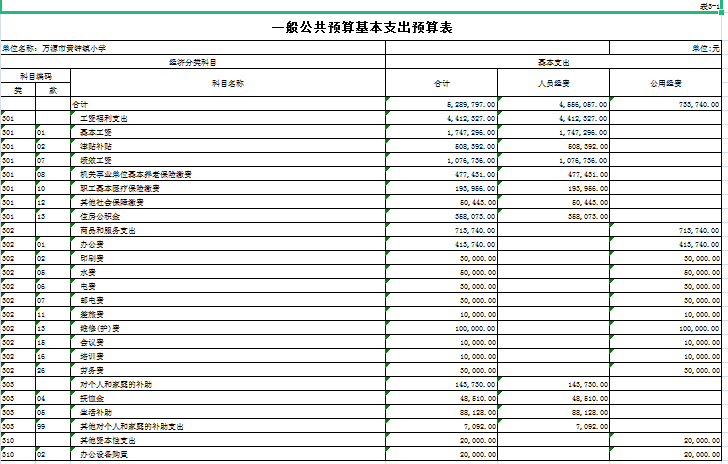 表3-1
一般公共预算基本支出预算表
单位名称：万源市黄钟镇小学 单位:元
经济分类科目 基本支出
科目编码 科目名称 合计 人员经费 公用经费
类 款
合计 5,289,797.00 4,556,057.00 733,740.00
301 工资福利支出 4,412,327.00 4,412,327.00
301 01 基本工资 1,747,296.00 1,747,296.00
301 02 津贴补贴 508,392.00 508,392.00
301 07 绩效工资 1,076,736.00 1,076,736.00
301 08 机关事业单位基本养老保险缴费 477,431.00 477,431.00
301 10 职工基本医疗保险缴费 193,956.00 193,956.00
301 12 其他社会保障缴费 50,443.00 50,443.00
301 13 住房公积金 358,073.00 358,073.00
302 商品和服务支出 713,740.00 713,740.00
302 01 办公费 413,740.00 413,740.00
302 02 印刷费 30,000.00 30,000.00
302 05 水费 50,000.00 50,000.00
302 06 电费 30,000.00 30,000.00
302 07 邮电费 30,000.00 30,000.00
302 11 差旅费 10,000.00 10,000.00
302 13 维修(护)费 100,000.00 100,000.00
302 15 会议费 10,000.00 10,000.00
302 16 培训费 10,000.00 10,000.00
302 26 劳务费 30,000.00 30,000.00
303 对个人和家庭的补助 143,730.00 143,730.00
303 04 抚恤金 48,510.00 48,510.00
303 05 生活补助 88,128.00 88,128.00
303 99 其他对个人和家庭的补助支出 7,092.00 7,092.00
310 其他资本性支出 20,000.00 20,000.00
310 02 办公设备购置 20,000.00 20,000.00